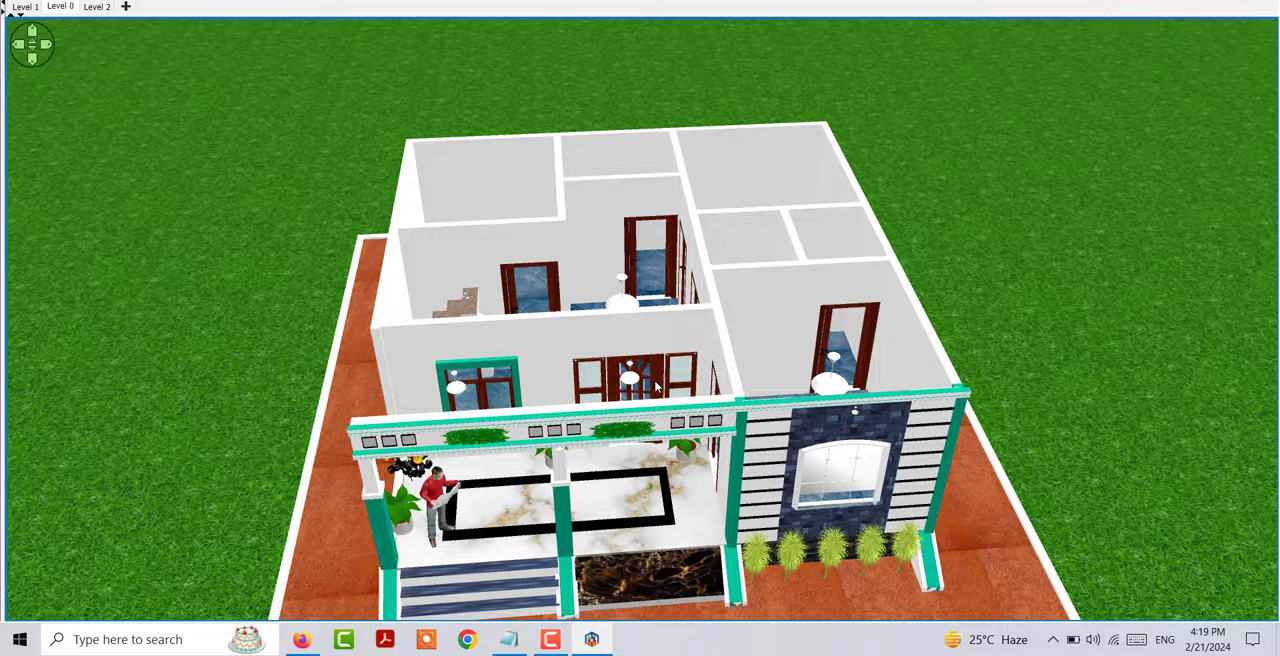 Level 1 Level 0 Level 2
Type here to search
25°C Haze
ENG
4:19 PM
2/21/2024